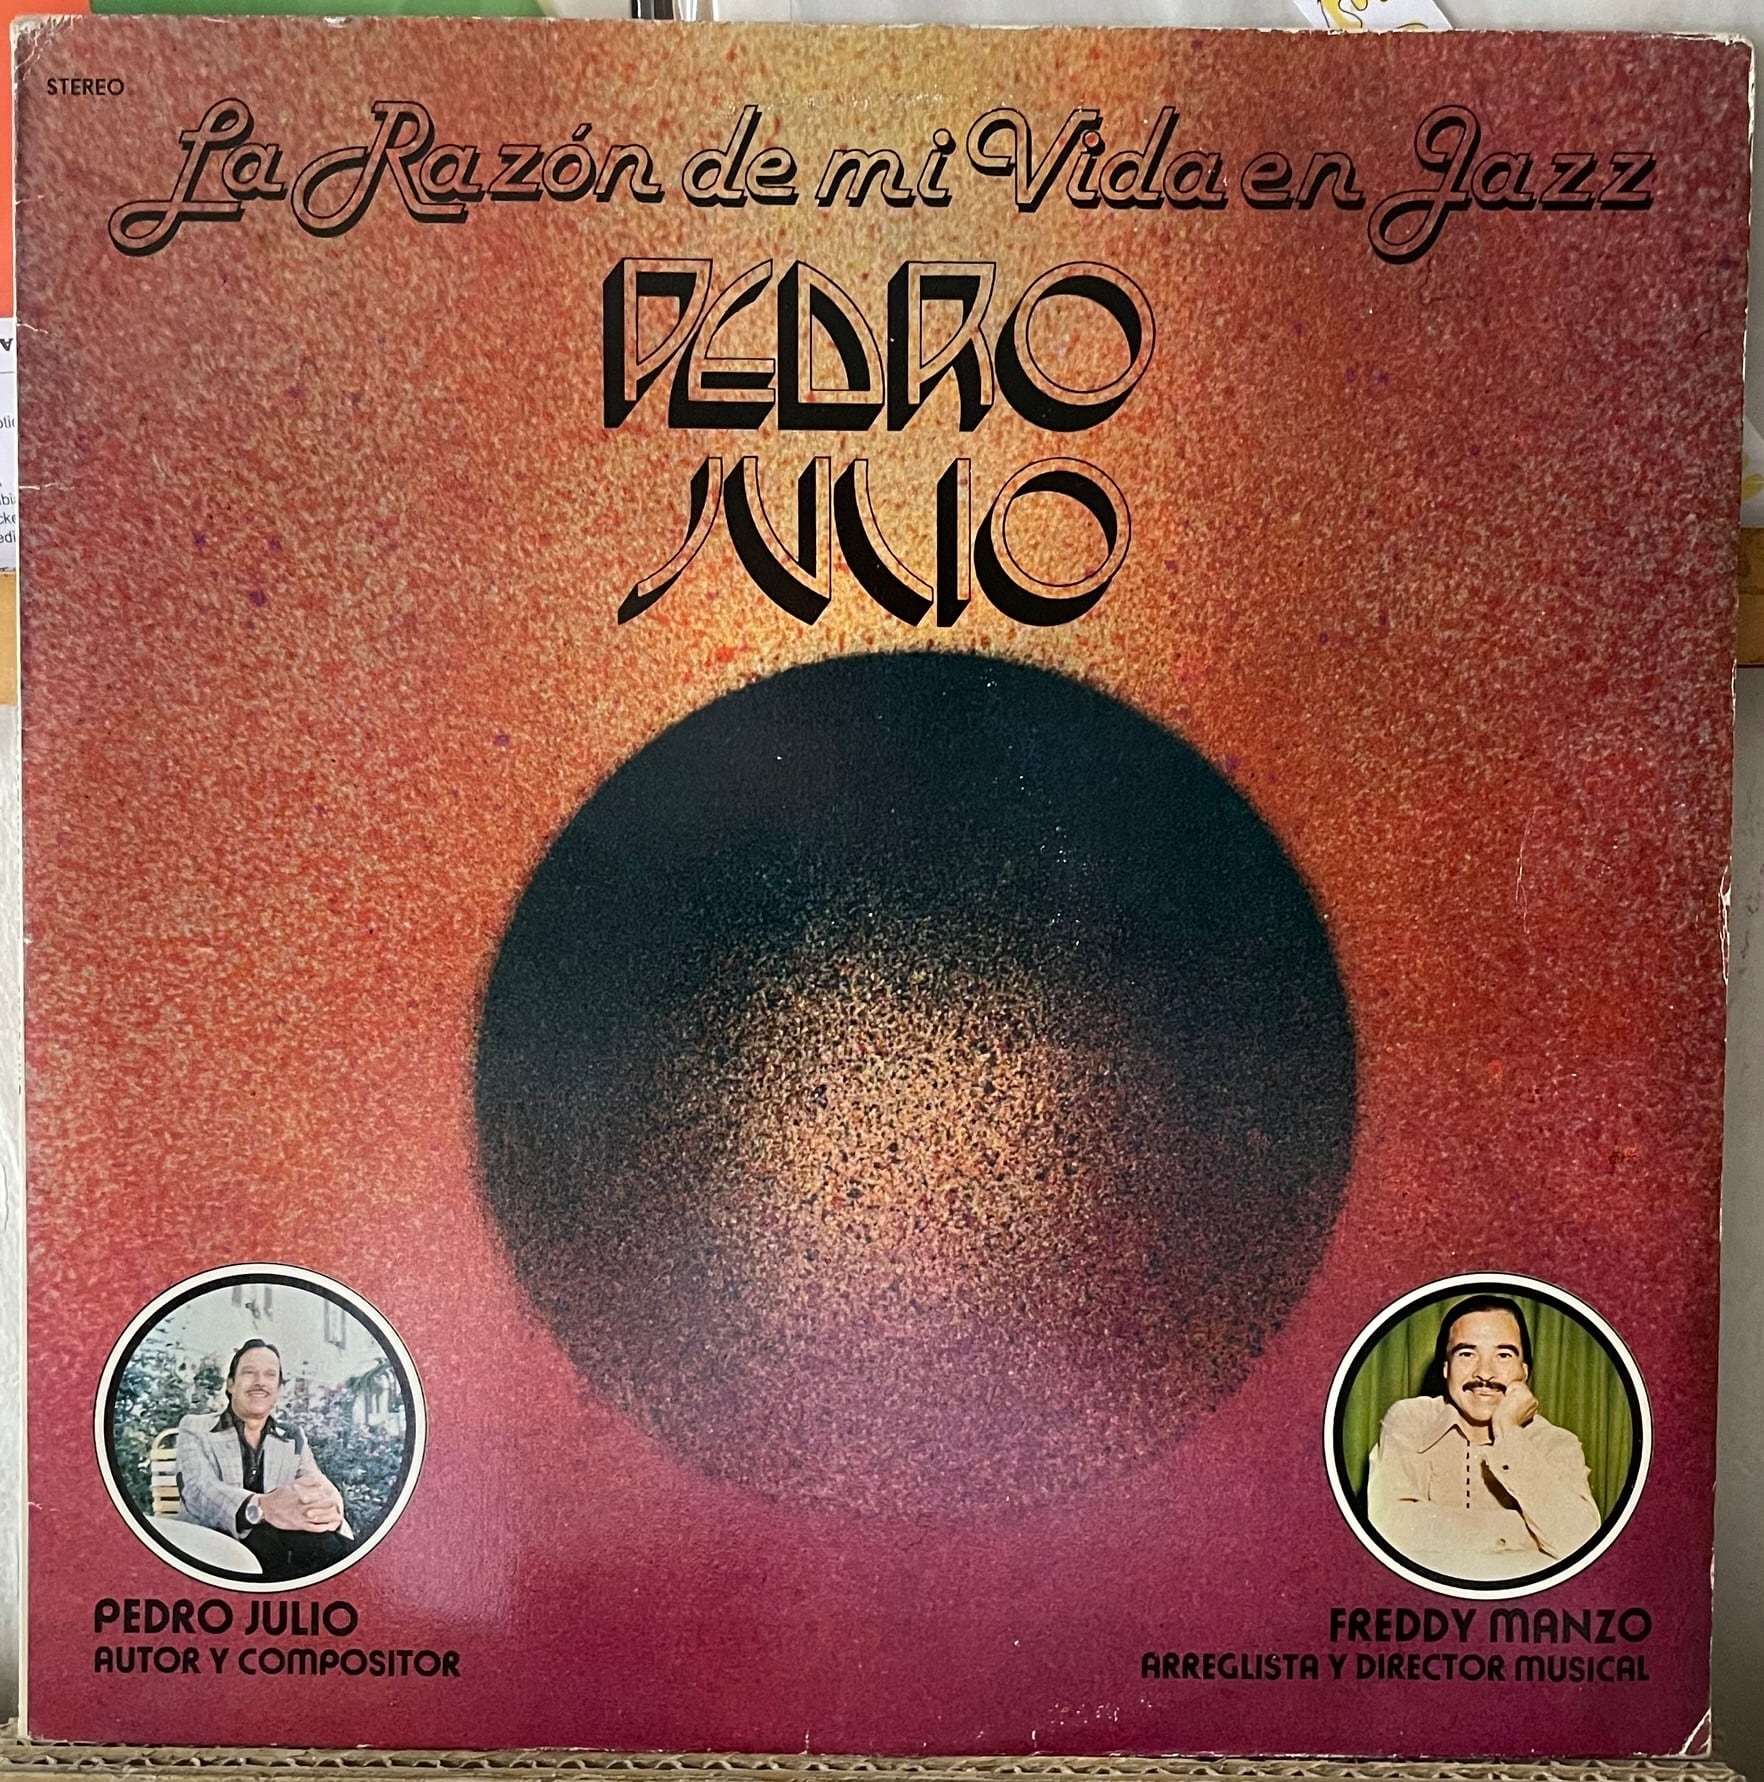 STEREO
La Razón de mi Vida en Jazz
PEDRO
JULIO
PEDRO JULIO
AUTOR Y COMPOSITOR
FREDDY MANZO
ARREGLISTA Y DIRECTOR MUSICAL